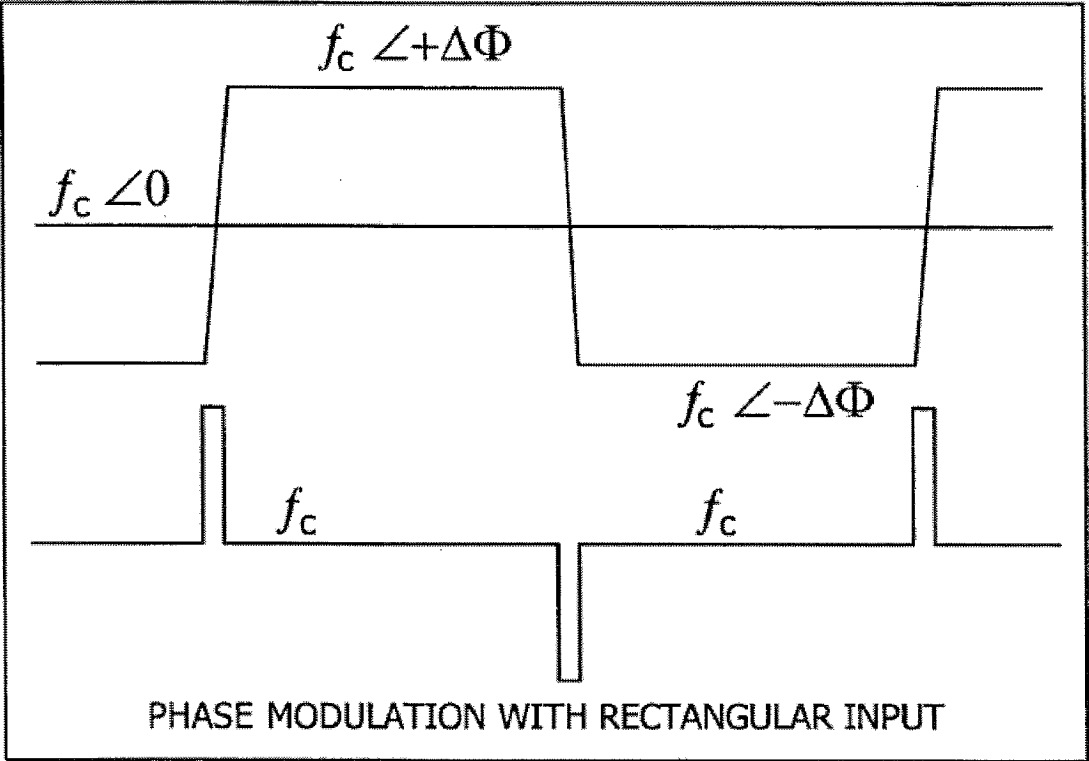 f_c ∠+ΔΦ
f_c ∠0
f_c ∠−ΔΦ
f_c
f_c
PHASE MODULATION WITH RECTANGULAR INPUT